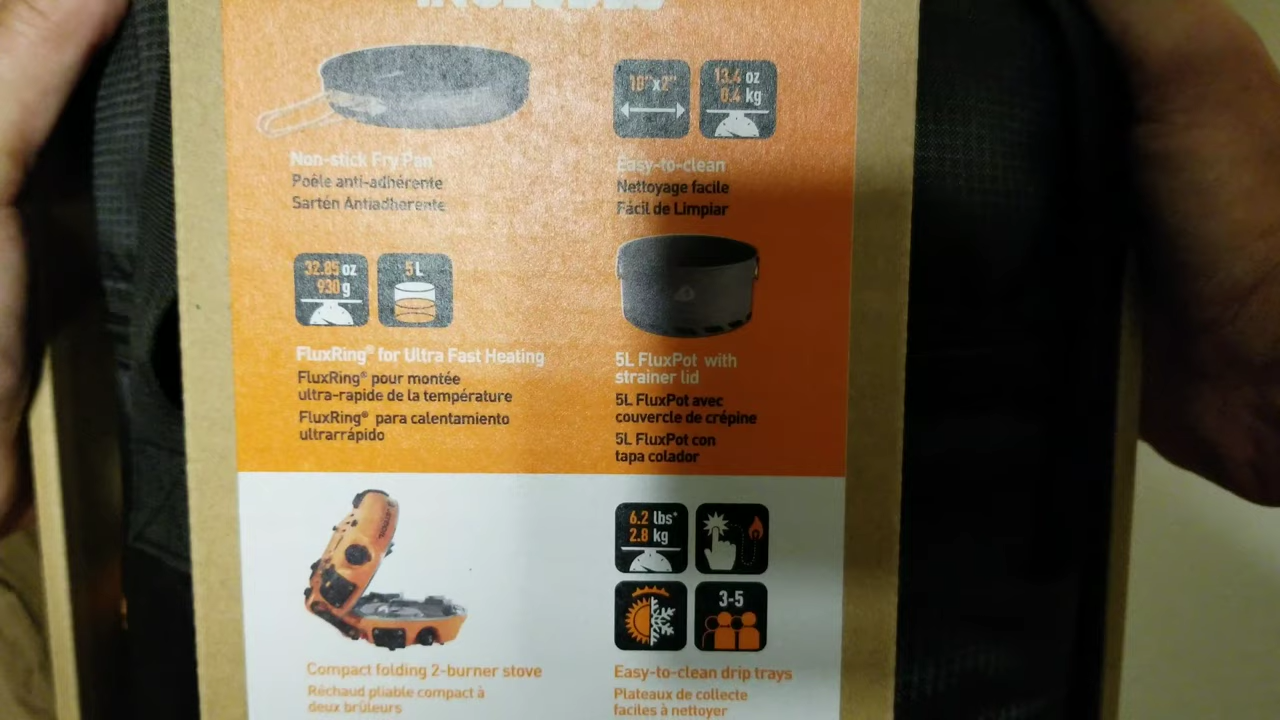 INCLUDES
10"x2"
13.4 oz
0.4 kg
Non-stick Fry Pan
Poêle anti-adhérente
Sartén Antiadherente
Easy-to-clean
Nettoyage facile
Fácil de Limpiar
32.85 oz
930 g
5 L
FluxRing® for Ultra Fast Heating
FluxRing® pour montée
ultra-rapide de la température
FluxRing® para calentamiento
ultrarrápido
5L FluxPot with
strainer lid
5L FluxPot avec
couvercle de crépine
5L FluxPot con
tapa colador
6.2 lbs*
2.8 kg
3-5
Compact folding 2-burner stove
Réchaud pliable compact à
deux brûleurs
Easy-to-clean drip trays
Plateaux de collecte
faciles à nettoyer